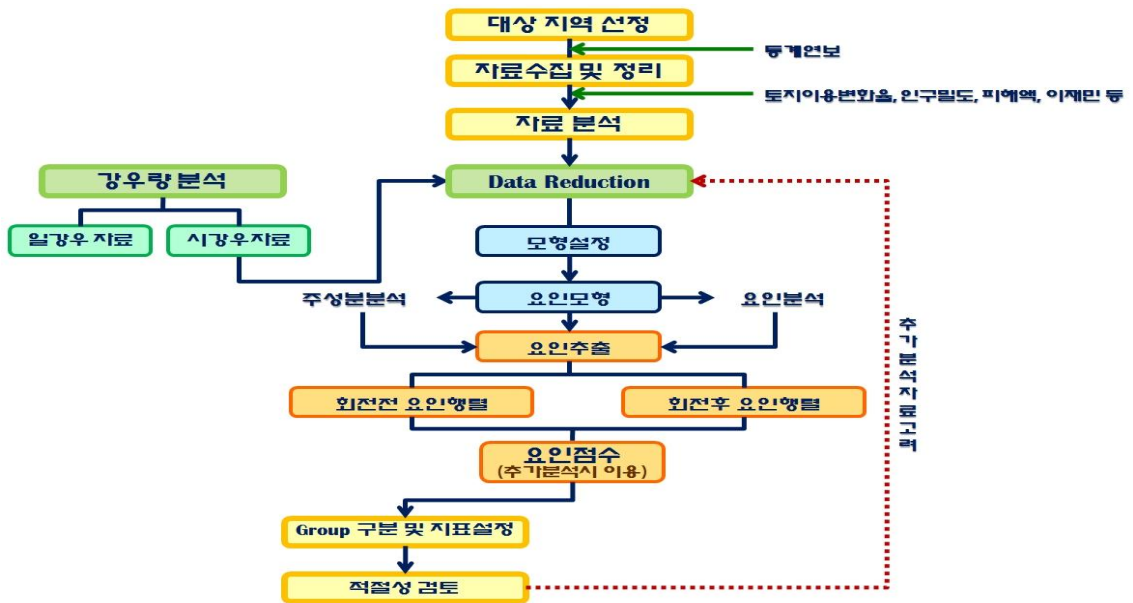 대상 지역 선정
통계연보
자료수집 및 정리
토지이용변화율, 인구밀도, 피해액, 이재민 등
자료 분석
강우량 분석
Data Reduction
일강우 자료
시강우자료
모형설정
주성분분석
요인모형
요인분석
요인추출
회전전 요인행렬
회전후 요인행렬
요인점수
(추가분석시 이용)
Group 구분 및 지표설정
적절성 검토
추가분석자료고려